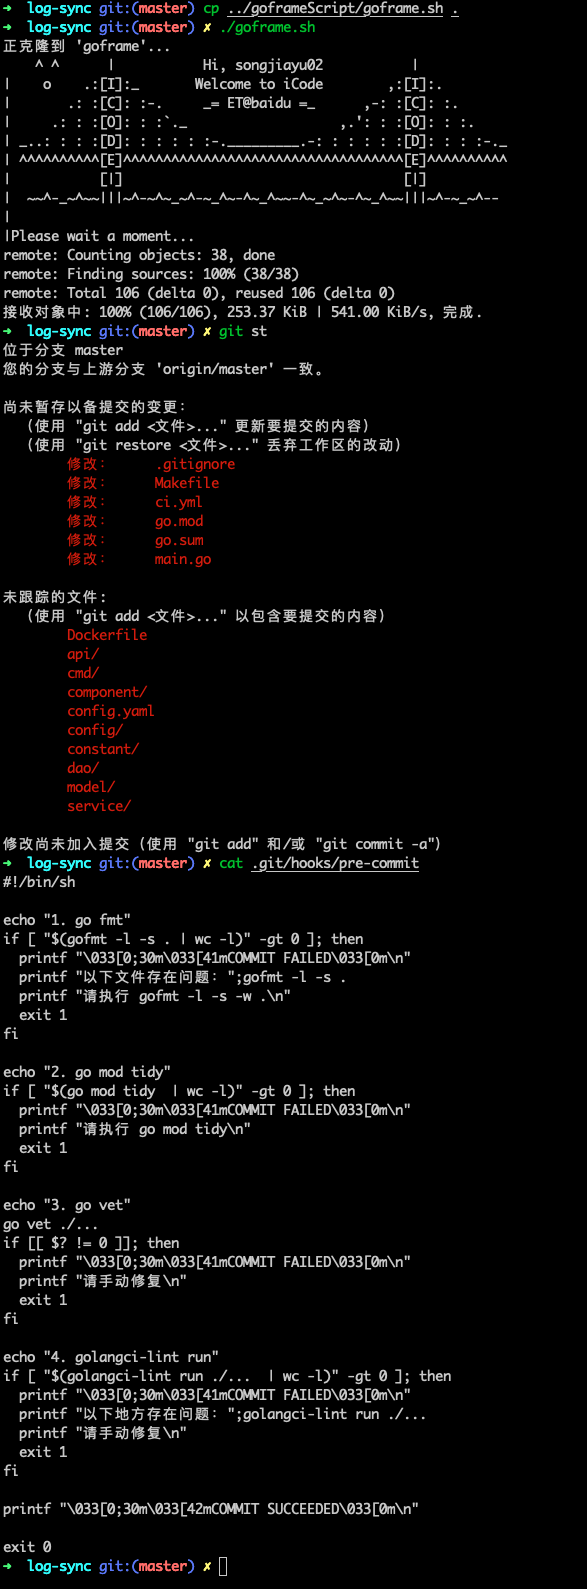 ➜  log-sync git:(master) cp ../goframeScript/goframe.sh .
➜  log-sync git:(master) ✗ ./goframe.sh
正克隆到 'goframe'...
    ^ ^      |           Hi, songjiayu02           |
|    o    .:[I]:_       Welcome to iCode        ,:[I]:.
|       .: :[C]: :-.     _= ET@baidu =_      ,-: :[C]: :.
|     .: : :[O]: : :`._                   ,.': : :[O]: : :.
| _..: : : :[D]: : : : : :-._________.-: : : : : :[D]: : : :-._
| ^^^^^^^^^^[E]^^^^^^^^^^^^^^^^^^^^^^^^^^^^^^^^^^^[E]^^^^^^^^^^
|           [|]                                   [|]
|  ~~^-_~^~~|||~^-~^~_~^-~_^~-^~_^~~-^~_~^~-^~_^~~|||~^-~_~^--
|
|Please wait a moment...
remote: Counting objects: 38, done
remote: Finding sources: 100% (38/38)
remote: Total 106 (delta 0), reused 106 (delta 0)
接收对象中: 100% (106/106), 253.37 KiB | 541.00 KiB/s, 完成.
➜  log-sync git:(master) ✗ git st
位于分支 master
您的分支与上游分支 'origin/master' 一致。

尚未暂存以备提交的变更：
  （使用 "git add <文件>..." 更新要提交的内容）
  （使用 "git restore <文件>..." 丢弃工作区的改动）
        修改：     .gitignore
        修改：     Makefile
        修改：     ci.yml
        修改：     go.mod
        修改：     go.sum
        修改：     main.go

未跟踪的文件:
  （使用 "git add <文件>..." 以包含要提交的内容）
        Dockerfile
        api/
        cmd/
        component/
        config.yaml
        config/
        constant/
        dao/
        model/
        service/

修改尚未加入提交（使用 "git add" 和/或 "git commit -a"）
➜  log-sync git:(master) ✗ cat .git/hooks/pre-commit
#!/bin/sh

echo "1. go fmt"
if [ "$(gofmt -l -s . | wc -l)" -gt 0 ]; then
  printf "\033[0;30m\033[41mCOMMIT FAILED\033[0m\n"
  printf "以下文件存在问题：";gofmt -l -s .
  printf "请执行 gofmt -l -s -w .\n"
  exit 1
fi

echo "2. go mod tidy"
if [ "$(go mod tidy  | wc -l)" -gt 0 ]; then
  printf "\033[0;30m\033[41mCOMMIT FAILED\033[0m\n"
  printf "请执行 go mod tidy\n"
  exit 1
fi

echo "3. go vet"
go vet ./...
if [[ $? != 0 ]]; then
  printf "\033[0;30m\033[41mCOMMIT FAILED\033[0m\n"
  printf "请手动修复\n"
  exit 1
fi

echo "4. golangci-lint run"
if [ "$(golangci-lint run ./...  | wc -l)" -gt 0 ]; then
  printf "\033[0;30m\033[41mCOMMIT FAILED\033[0m\n"
  printf "以下地方存在问题：";golangci-lint run ./...
  printf "请手动修复\n"
  exit 1
fi

printf "\033[0;30m\033[42mCOMMIT SUCCEEDED\033[0m\n"

exit 0
➜  log-sync git:(master) ✗